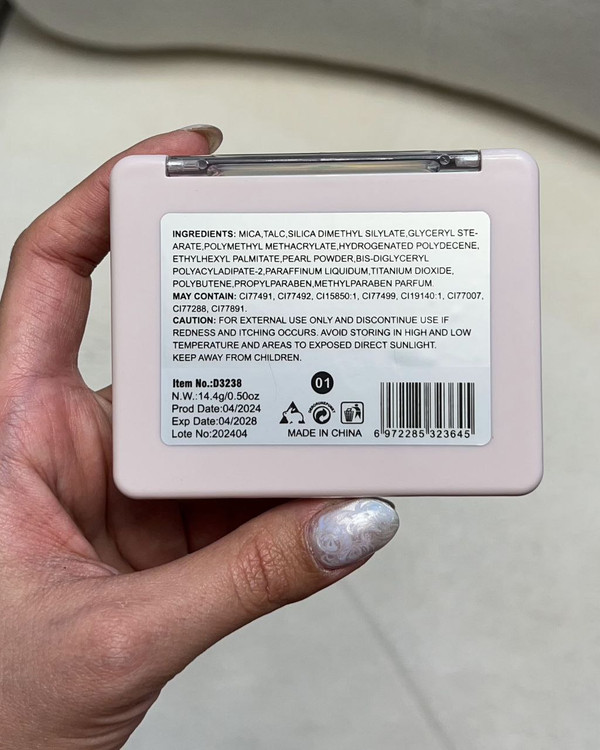 INGREDIENTS: MICA,TALC,SILICA DIMETHYL SILYLATE,GLYCERYL STE-
ARATE,POLYMETHYL METHACRYLATE,HYDROGENATED POLYDECENE,
ETHYLHEXYL PALMITATE,PEARL POWDER,BIS-DIGLYCERYL
POLYACYLADIPATE-2,PARAFFINUM LIQUIDUM,TITANIUM DIOXIDE,
POLYBUTENE,PROPYLPARABEN,METHYLPARABEN PARFUM.
MAY CONTAIN: CI77491, CI77492, CI15850:1, CI77499, CI19140:1, CI77007,
CI77288, CI77891.
CAUTION: FOR EXTERNAL USE ONLY AND DISCONTINUE USE IF
REDNESS AND ITCHING OCCURS. AVOID STORING IN HIGH AND LOW
TEMPERATURE AND AREAS TO EXPOSED DIRECT SUNLIGHT.
KEEP AWAY FROM CHILDREN.
Item No.:D3238
N.W.:14.4g/0.50oz
Prod Date:04/2024
Exp Date:04/2028
Lote No:202404
01
MADE IN CHINA
6 972285 323645